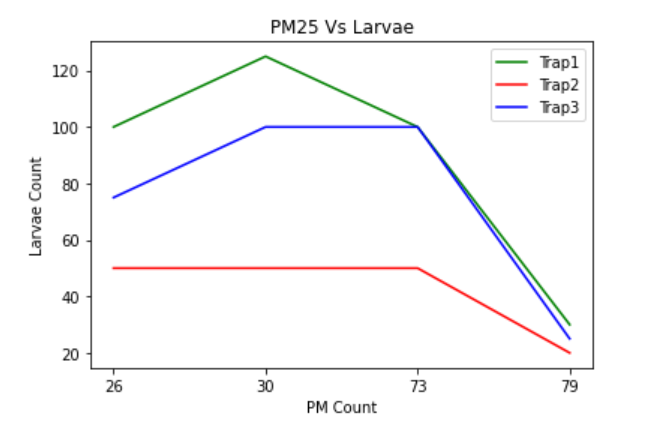 PM25 Vs Larvae
Trap1
Trap2
Trap3
Larvae Count
120
100
80
60
40
20
26 30 73 79
PM Count